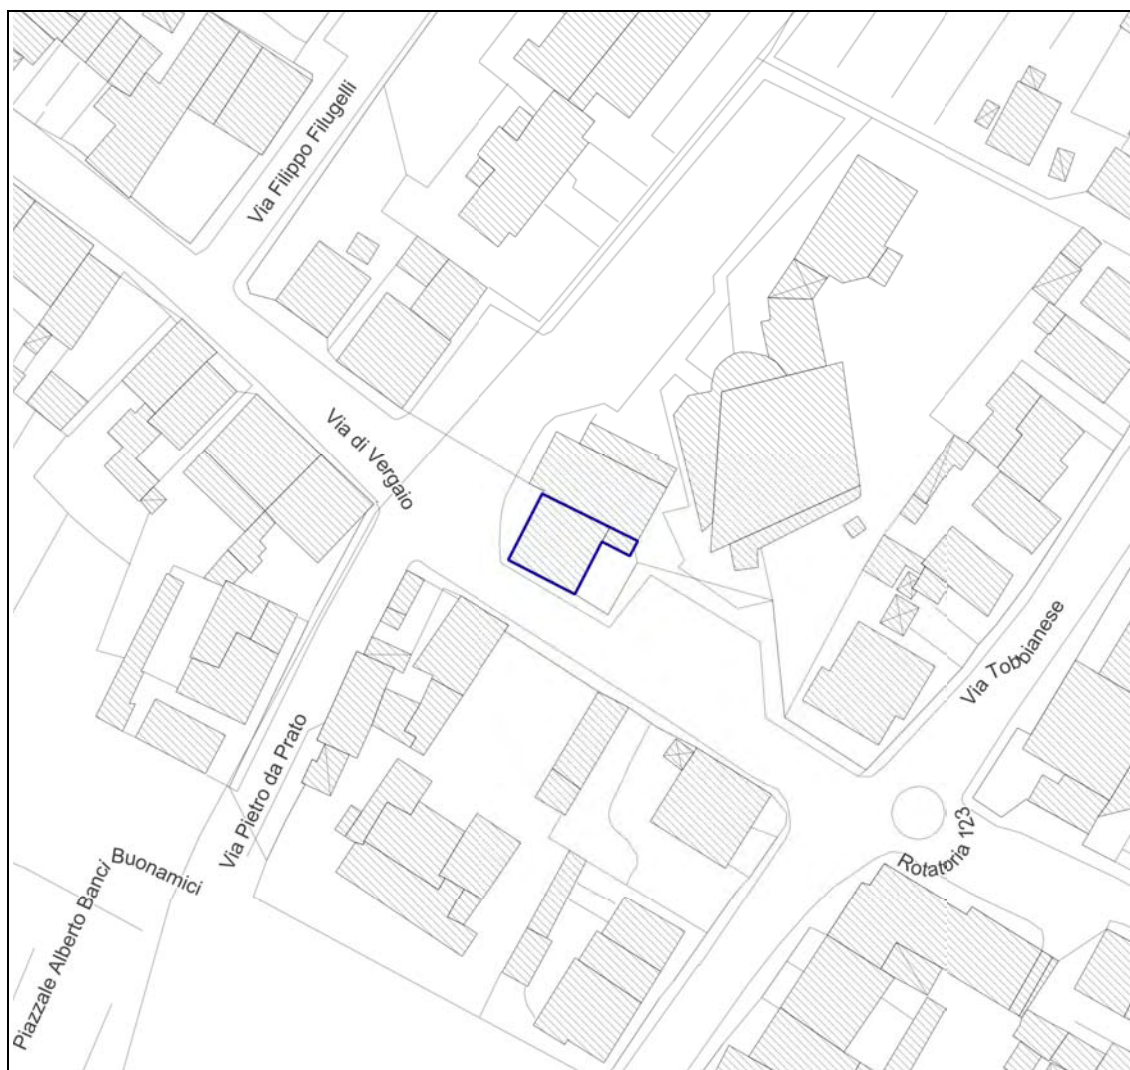 Via Filippo Filugelli
Via di Vergaio
Via Tobbianese
Via Pietro da Prato
Rotatoria 123
Buonamici
Piazzale Alberto Banci